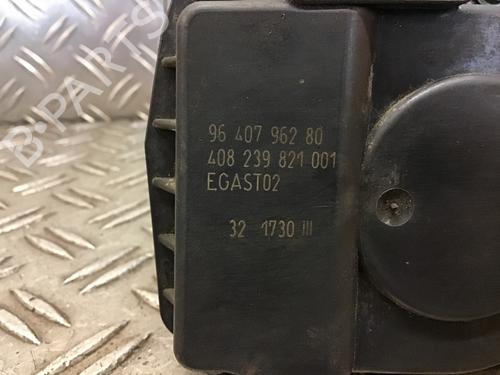 B-PARTS
96 407 962 80
408 239 821 001
EGAST02
32 1730 III